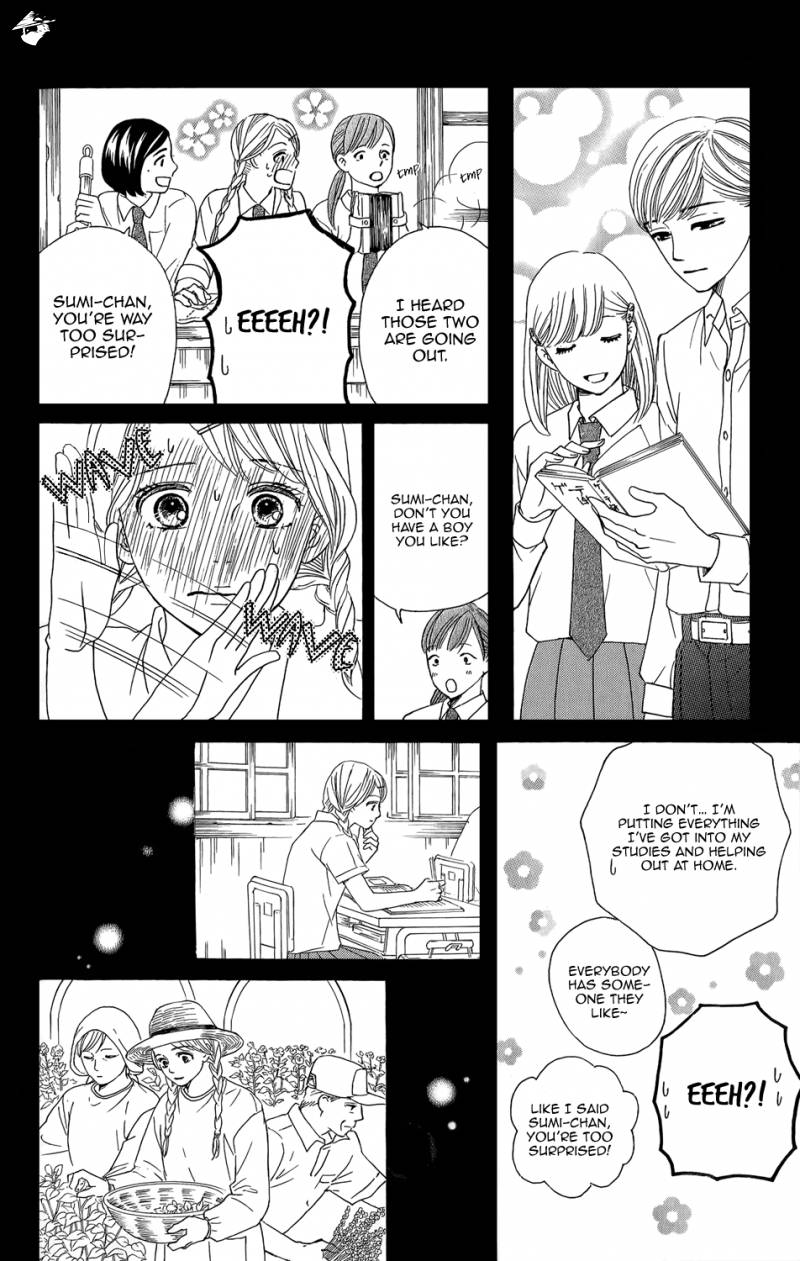 I HEARD
THOSE TWO
ARE GOING
OUT.
EEEEH?!
SUMI-CHAN,
YOU'RE WAY
TOO SUR-
PRISED!
TMP
TMP
SUMI-CHAN,
DON'T YOU
HAVE A BOY
YOU LIKE?
WAVE
WAVE
I DON'T... I'M
PUTTING EVERYTHING
I'VE GOT INTO MY
STUDIES AND HELPING
OUT AT HOME.
EVERYBODY
HAS SOME-
ONE THEY
LIKE~
EEEH?!
LIKE I SAID
SUMI-CHAN,
YOU'RE TOO
SURPRISED!